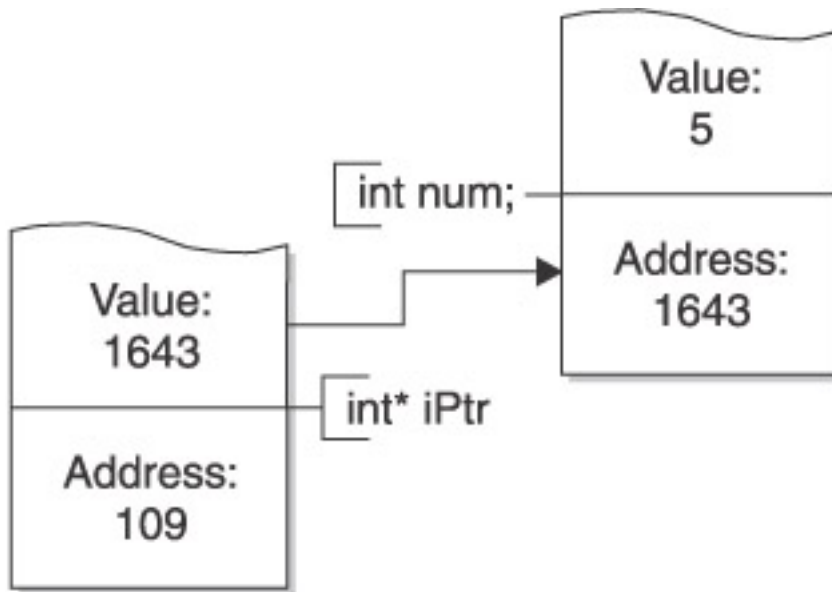 Value:
5
int num;
Address:
1643
Value:
1643
int* iPtr
Address:
109